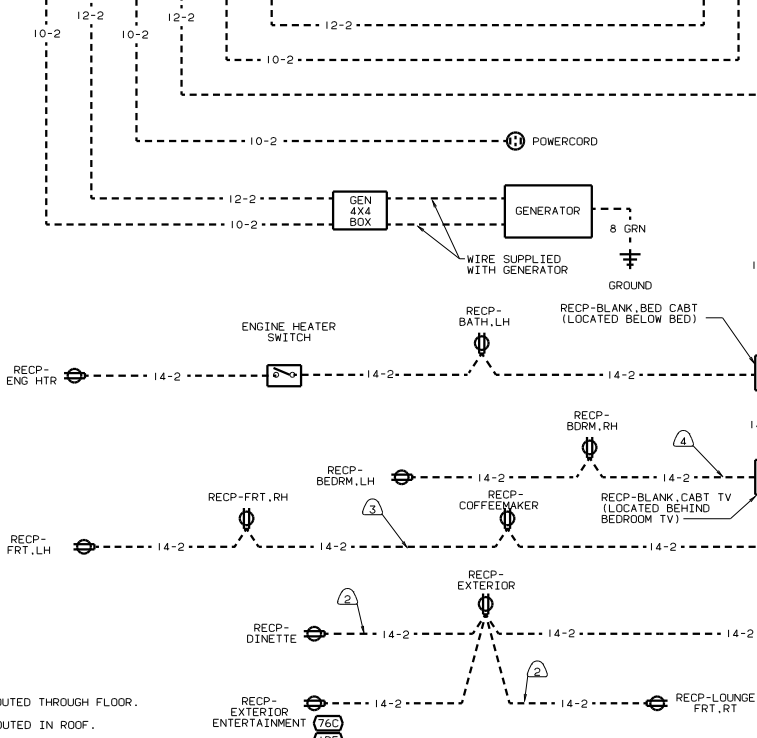 12-2
12-2
12-2
10-2
10-2
10-2
10-2
POWERCORD
12-2
GEN
4X4
BOX
GENERATOR
10-2
8 GRN
WIRE SUPPLIED
WITH GENERATOR
GROUND
RECP-
BATH,LH
RECP-BLANK,BED CABT
(LOCATED BELOW BED)
ENGINE HEATER
SWITCH
RECP-
ENG HTR
14-2
14-2
14-2
RECP-
BDRM,RH
4
RECP-
BEDRM,LH
14-2
14-2
RECP-FRT,RH
RECP-
COFFEEMAKER
RECP-BLANK,CABT TV
(LOCATED BEHIND
BEDROOM TV)
3
RECP-
FRT,LH
14-2
14-2
14-2
RECP-
EXTERIOR
2
RECP-
DINETTE
14-2
14-2
14-2
2
RECP-
EXTERIOR
ENTERTAINMENT
76C
14-2
14-2
RECP-LOUNGE
FRT,RT
OUTED THROUGH FLOOR.
OUTED IN ROOF.